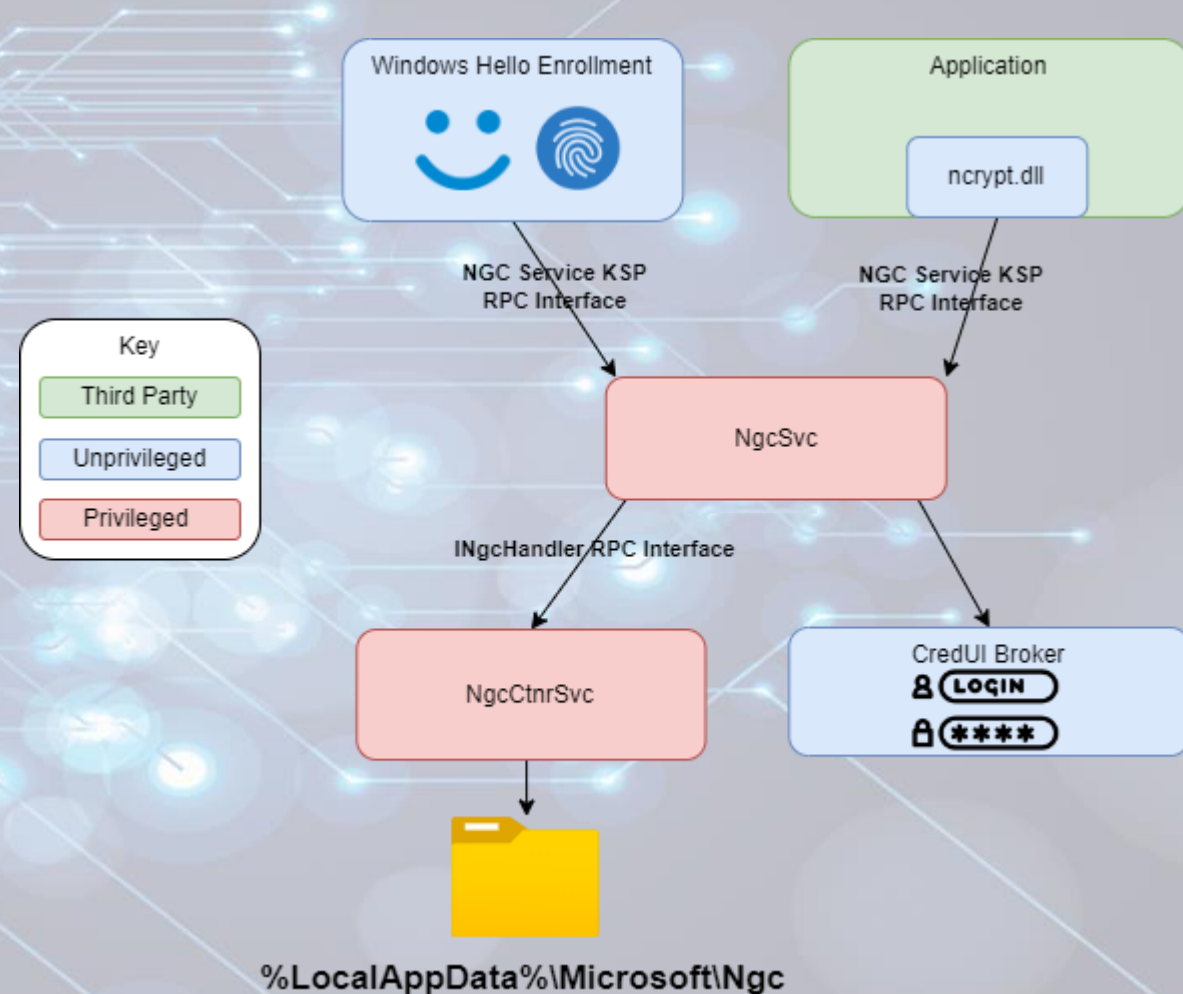 Windows Hello Enrollment
Application
ncrypt.dll
NGC Service KSP
RPC Interface
NGC Service KSP
RPC Interface
Key
Third Party
Unprivileged
Privileged
NgcSvc
INgcHandler RPC Interface
NgcCtnrSvc
CredUI Broker
LOGIN
****
%LocalAppData%\Microsoft\Ngc